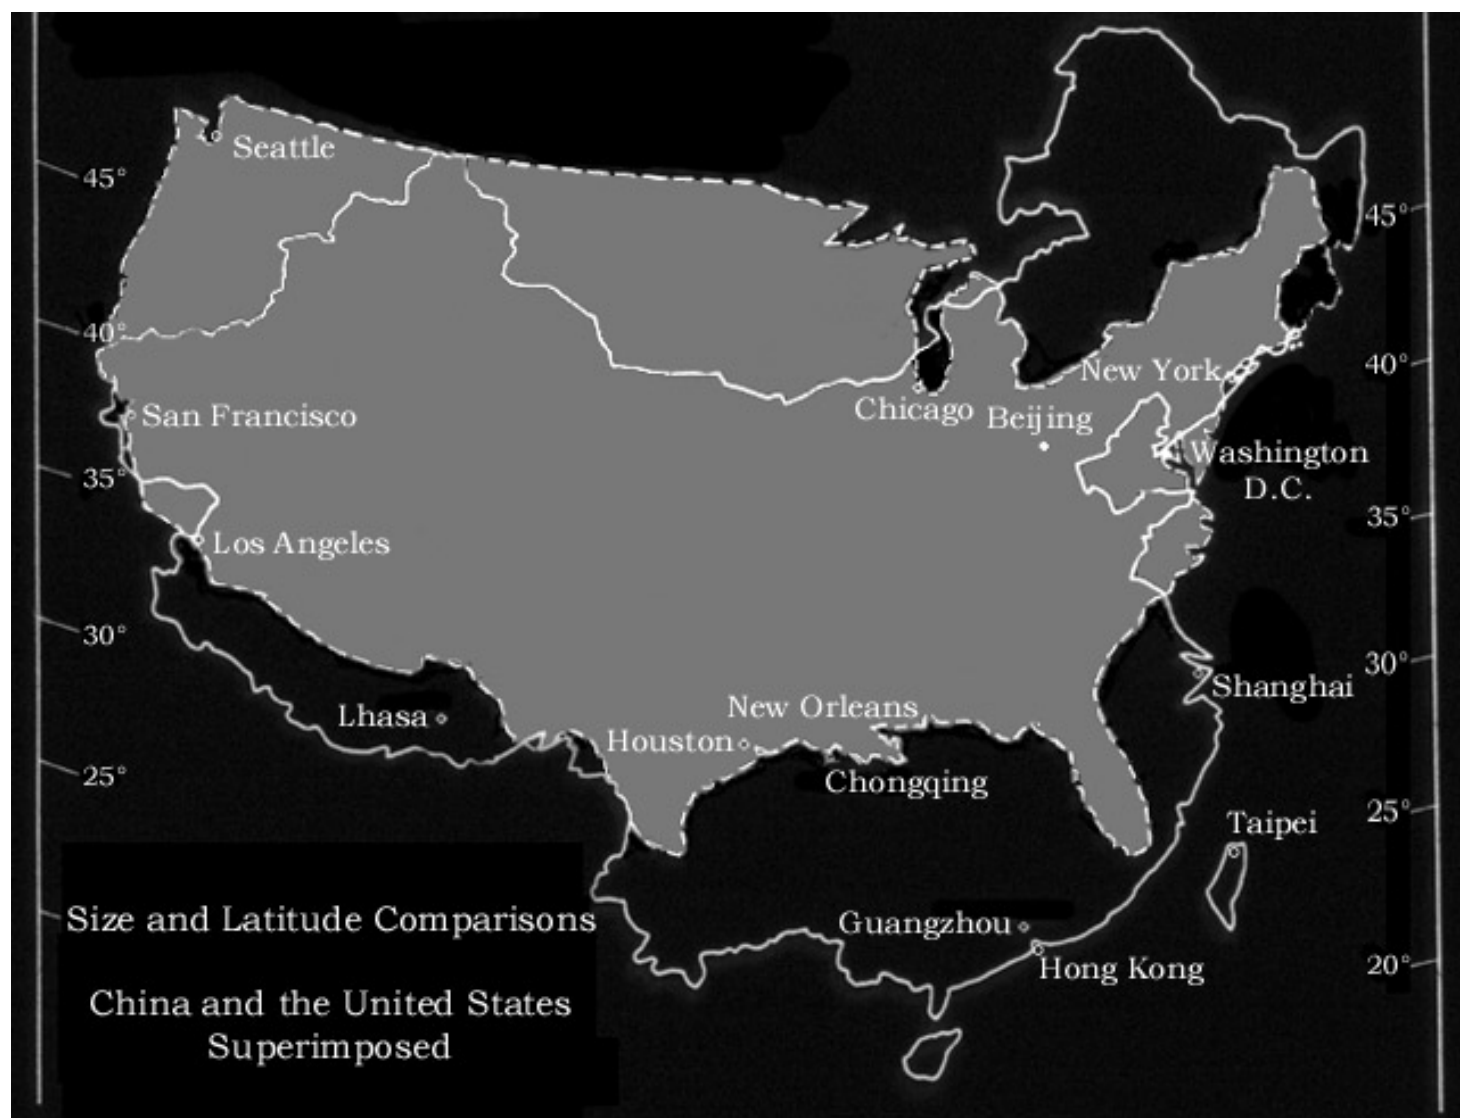 Seattle
45°
45°
40°
New York
40°
San Francisco
Chicago
Beijing
Washington
D.C.
35°
35°
Los Angeles
30°
30°
Shanghai
Lhasa
New Orleans
Houston
25°
Chongqing
25°
Taipei
Size and Latitude Comparisons
Guangzhou
20°
Hong Kong
China and the United States
Superimposed